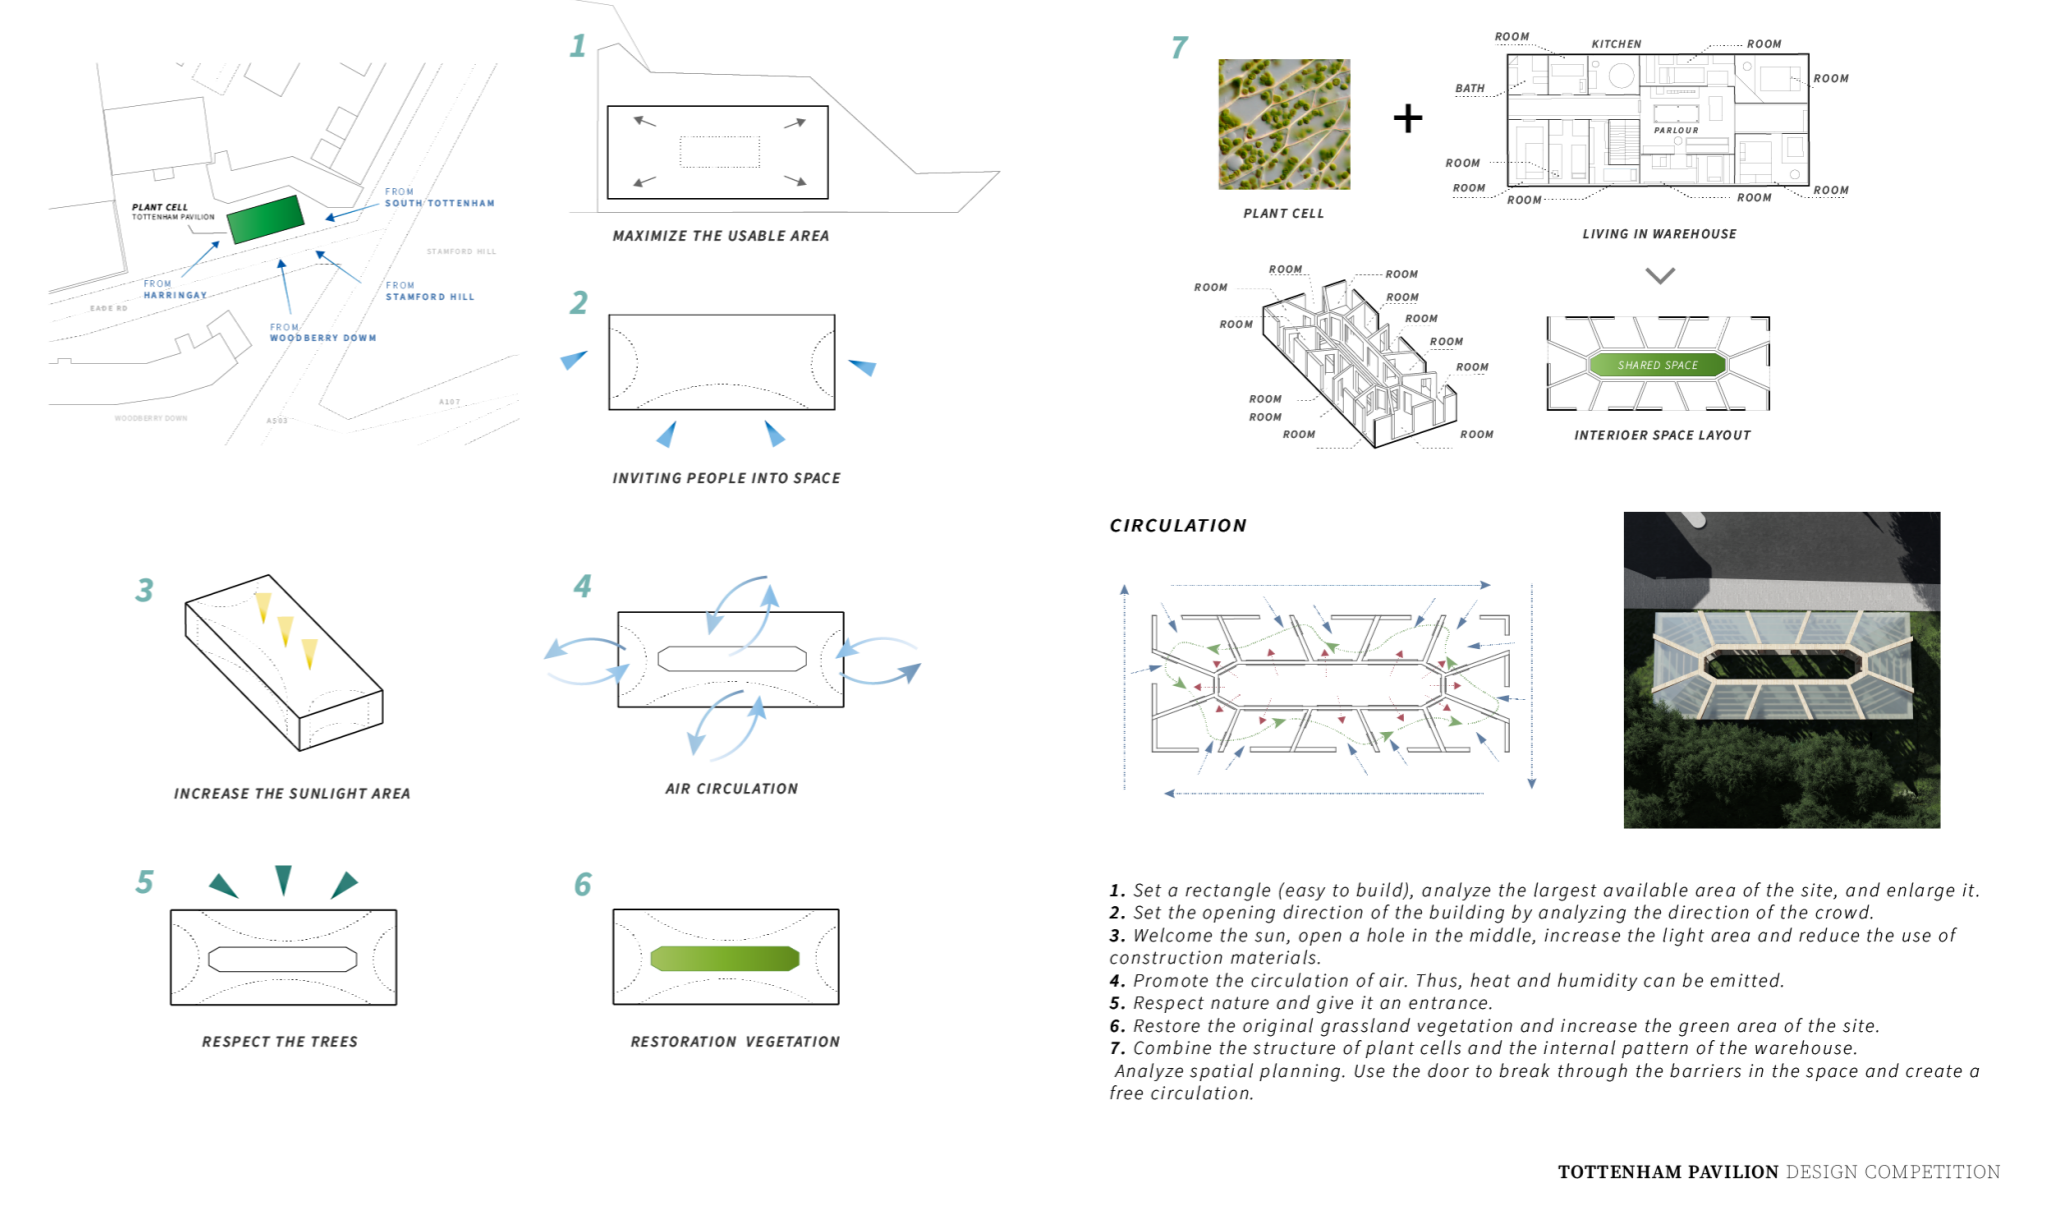 PLANT CELL
TOTTENHAM PAVILION
FROM
SOUTH TOTTENHAM
STAMFORD HILL
FROM
HARRINGAY
FROM
STAMFORD HILL
EADE RD
FROM
WOODBERRY DOWM
WOODBERRY DOWN
A503
A107
1
MAXIMIZE THE USABLE AREA
2
INVITING PEOPLE INTO SPACE
3
INCREASE THE SUNLIGHT AREA
4
AIR CIRCULATION
5
RESPECT THE TREES
6
RESTORATION VEGETATION
7
PLANT CELL
+
ROOM
KITCHEN
ROOM
ROOM
BATH
PARLOUR
ROOM
ROOM
ROOM
ROOM
ROOM
LIVING IN WAREHOUSE
ROOM
ROOM
ROOM
ROOM
ROOM
ROOM
ROOM
ROOM
ROOM
ROOM
ROOM
ROOM
SHARED SPACE
INTERIOER SPACE LAYOUT
CIRCULATION
1. Set a rectangle (easy to build), analyze the largest available area of the site, and enlarge it.
2. Set the opening direction of the building by analyzing the direction of the crowd.
3. Welcome the sun, open a hole in the middle, increase the light area and reduce the use of
construction materials.
4. Promote the circulation of air. Thus, heat and humidity can be emitted.
5. Respect nature and give it an entrance.
6. Restore the original grassland vegetation and increase the green area of the site.
7. Combine the structure of plant cells and the internal pattern of the warehouse.
Analyze spatial planning. Use the door to break through the barriers in the space and create a
free circulation.
TOTTENHAM PAVILION DESIGN COMPETITION